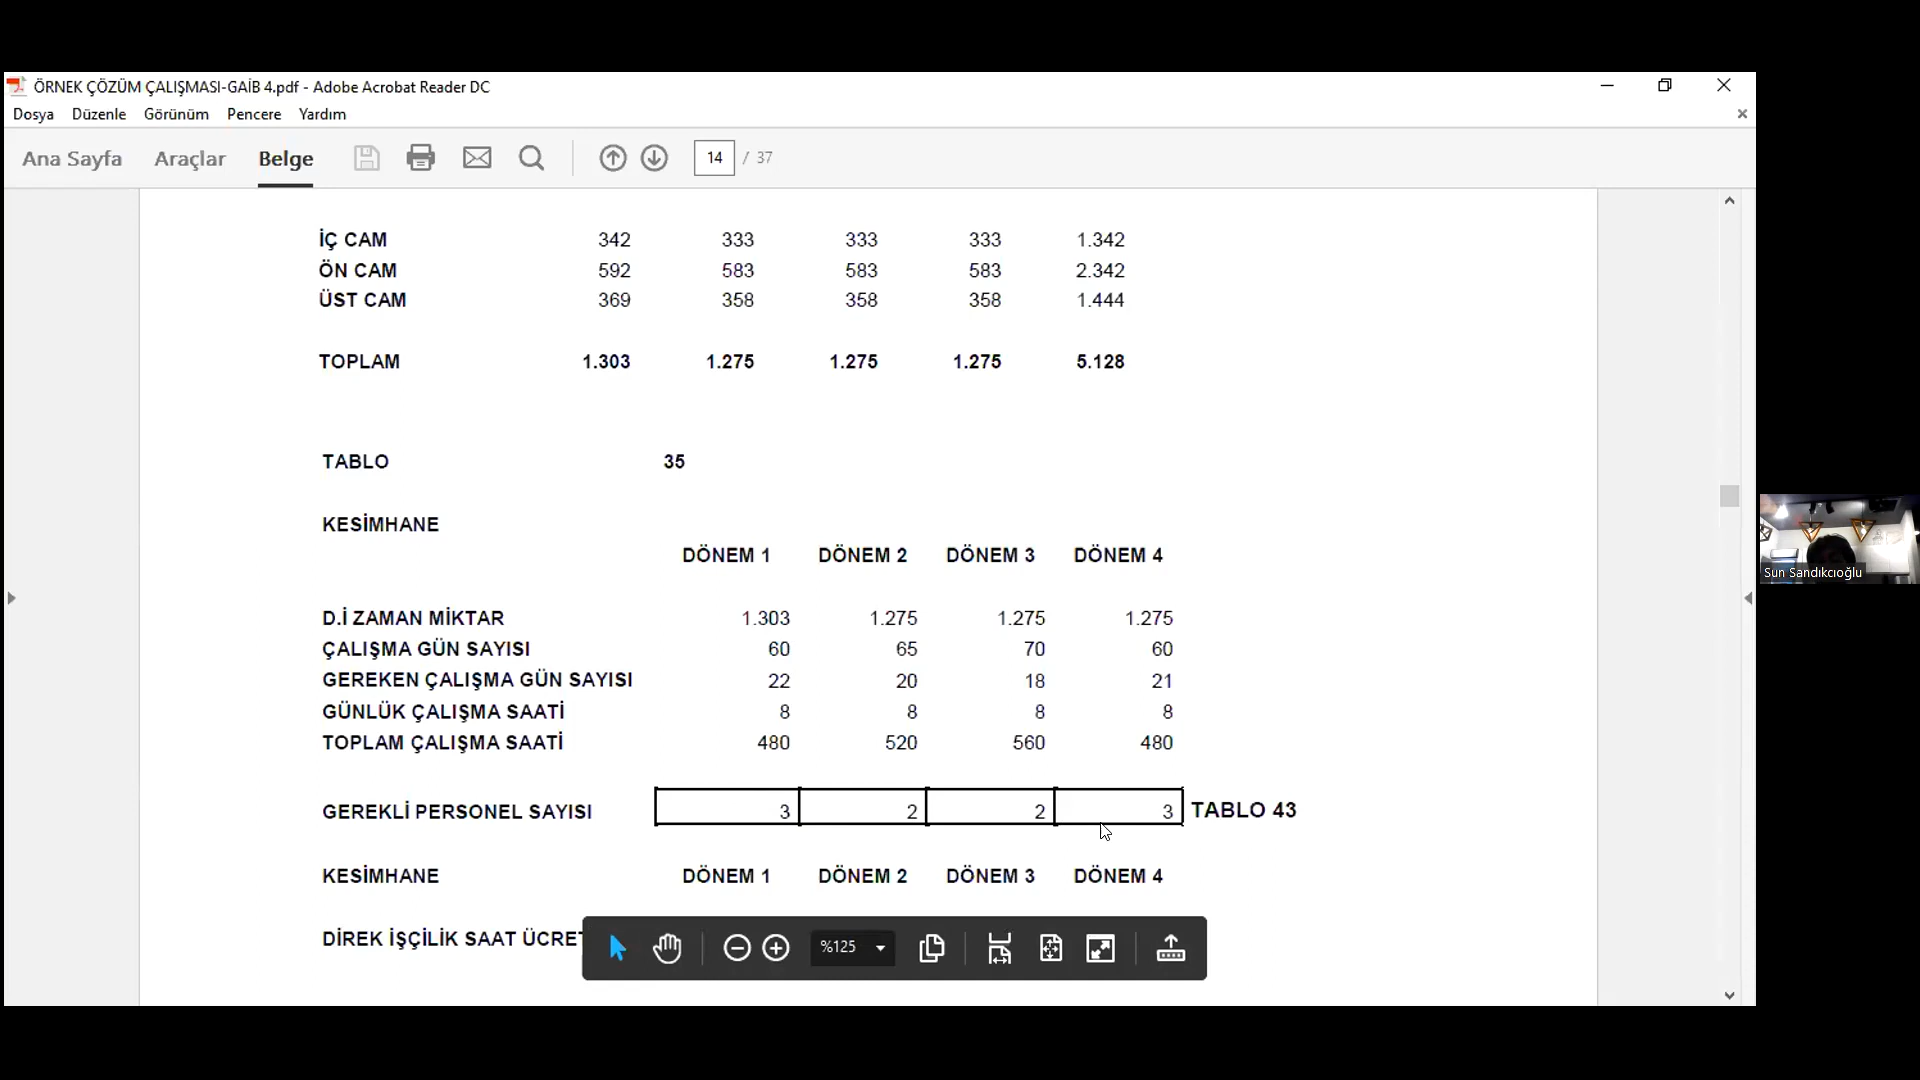 ÖRNEK ÇÖZÜM ÇALIŞMASI-GAİB 4.pdf - Adobe Acrobat Reader DC
Dosya Düzenle Görünüm Pencere Yardım
Ana Sayfa Araçlar Belge 14 / 37
İÇ CAM 342 333 333 333 1.342
ÖN CAM 592 583 583 583 2.342
ÜST CAM 369 358 358 358 1.444
TOPLAM 1.303 1.275 1.275 1.275 5.128
TABLO 35
KESİMHANE
DÖNEM 1 DÖNEM 2 DÖNEM 3 DÖNEM 4
D.İ ZAMAN MİKTAR 1.303 1.275 1.275 1.275
ÇALIŞMA GÜN SAYISI 60 65 70 60
GEREKEN ÇALIŞMA GÜN SAYISI 22 20 18 21
GÜNLÜK ÇALIŞMA SAATİ 8 8 8 8
TOPLAM ÇALIŞMA SAATİ 480 520 560 480
GEREKLİ PERSONEL SAYISI 3 2 2 3 TABLO 43
KESİMHANE DÖNEM 1 DÖNEM 2 DÖNEM 3 DÖNEM 4
DİREK İŞÇİLİK SAAT ÜCRET
%125
Sun Sandıkcıoğlu